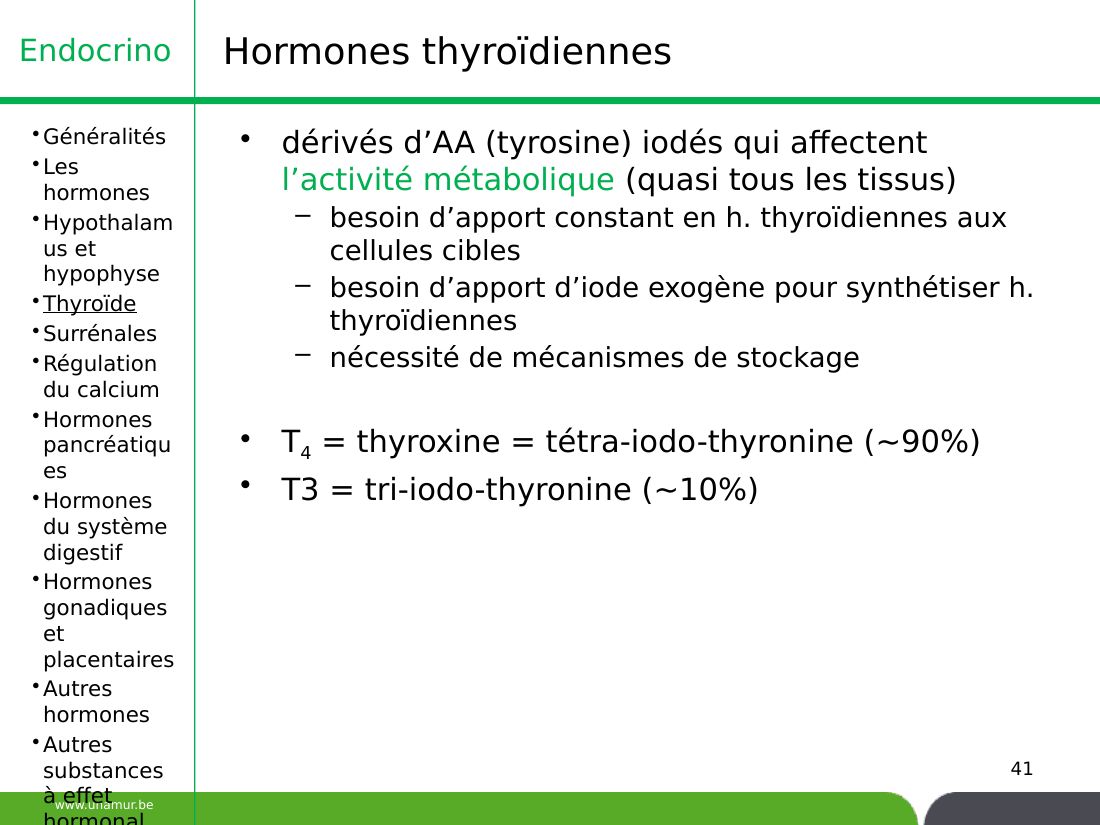 Endocrino
Hormones thyroïdiennes
•Généralités
•Les
hormones
•Hypothalam
us et
hypophyse
•Thyroïde
•Surrénales
•Régulation
du calcium
•Hormones
pancréatiqu
es
•Hormones
du système
digestif
•Hormones
gonadiques
et
placentaires
•Autres
hormones
•Autres
substances
à effet
hormonal
• dérivés d’AA (tyrosine) iodés qui affectent
l’activité métabolique (quasi tous les tissus)
– besoin d’apport constant en h. thyroïdiennes aux
cellules cibles
– besoin d’apport d’iode exogène pour synthétiser h.
thyroïdiennes
– nécessité de mécanismes de stockage
• T4 = thyroxine = tétra-iodo-thyronine (~90%)
• T3 = tri-iodo-thyronine (~10%)
41
www.unamur.be